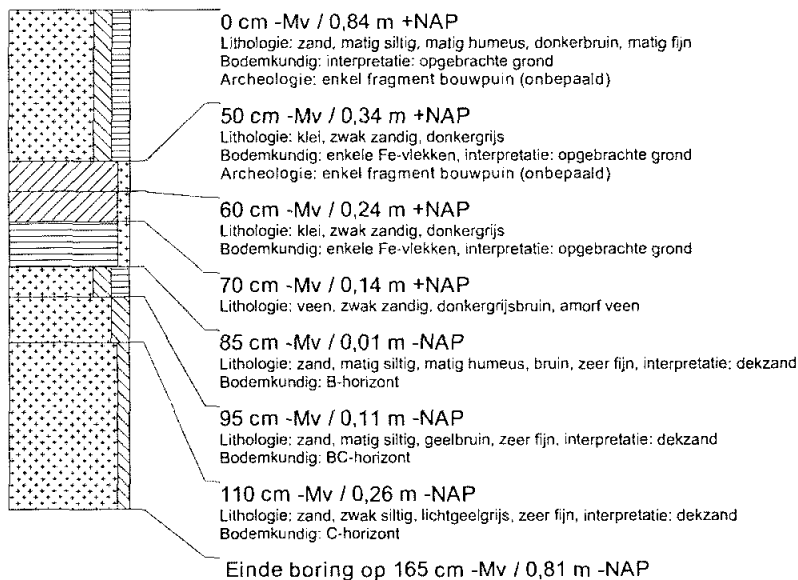 0 cm -Mv / 0,84 m +NAP
Lithologie: zand, matig siltig, matig humeus, donkerbruin, matig fijn
Bodemkundig: interpretatie: opgebrachte grond
Archeologie: enkel fragment bouwpuin (onbepaald)
50 cm -Mv / 0,34 m +NAP
Lithologie: klei, zwak zandig, donkergrijs
Bodemkundig: enkele Fe-vlekken, interpretatie: opgebrachte grond
Archeologie: enkel fragment bouwpuin (onbepaald)
60 cm -Mv / 0,24 m +NAP
Lithologie: klei, zwak zandig, donkergrijs
Bodemkundig: enkele Fe-vlekken, interpretatie: opgebrachte grond
70 cm -Mv / 0,14 m +NAP
Lithologie: veen, zwak zandig, donkergrijsbruin, amorf veen
85 cm -Mv / 0,01 m -NAP
Lithologie: zand, matig siltig, matig humeus, bruin, zeer fijn, interpretatie: dekzand
Bodemkundig: B-horizont
95 cm -Mv / 0,11 m -NAP
Lithologie: zand, matig siltig, geelbruin, zeer fijn, interpretatie: dekzand
Bodemkundig: BC-horizont
110 cm -Mv / 0,26 m -NAP
Lithologie: zand, zwak siltig, lichtgeelgrijs, zeer fijn, interpretatie: dekzand
Bodemkundig: C-horizont
Einde boring op 165 cm -Mv / 0,81 m -NAP